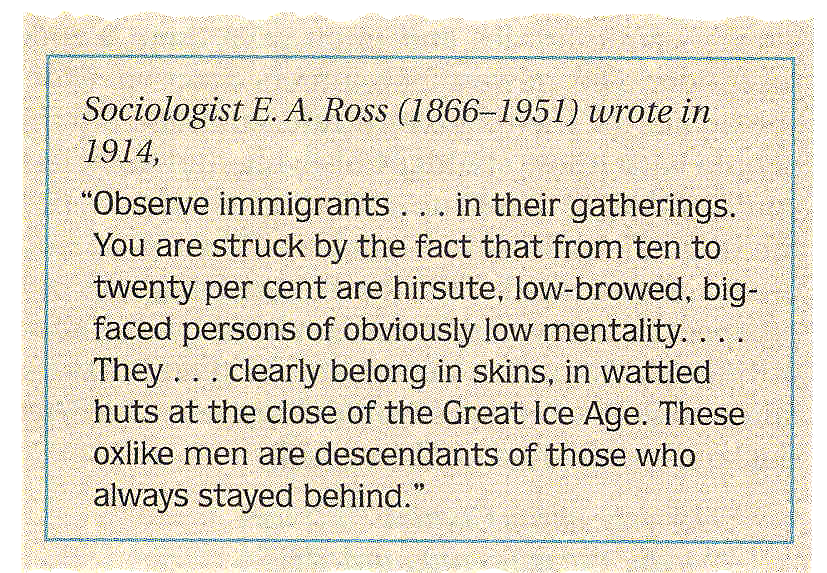 Sociologist E. A. Ross (1866–1951) wrote in
1914,
“Observe immigrants . . . in their gatherings.
You are struck by the fact that from ten to
twenty per cent are hirsute, low-browed, big-
faced persons of obviously low mentality. . . .
They . . . clearly belong in skins, in wattled
huts at the close of the Great Ice Age. These
oxlike men are descendants of those who
always stayed behind.”